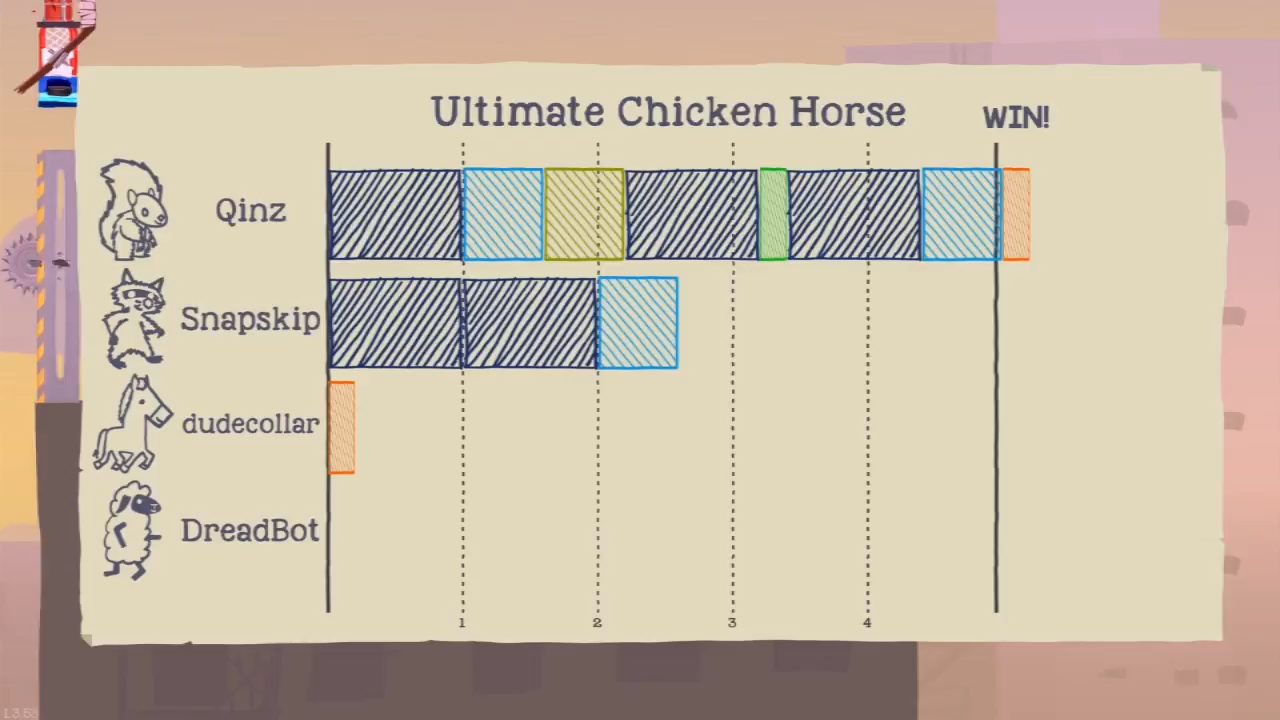 Ultimate Chicken Horse
WIN!
Qinz
Snapskip
dudecollar
DreadBot
1 2 3 4